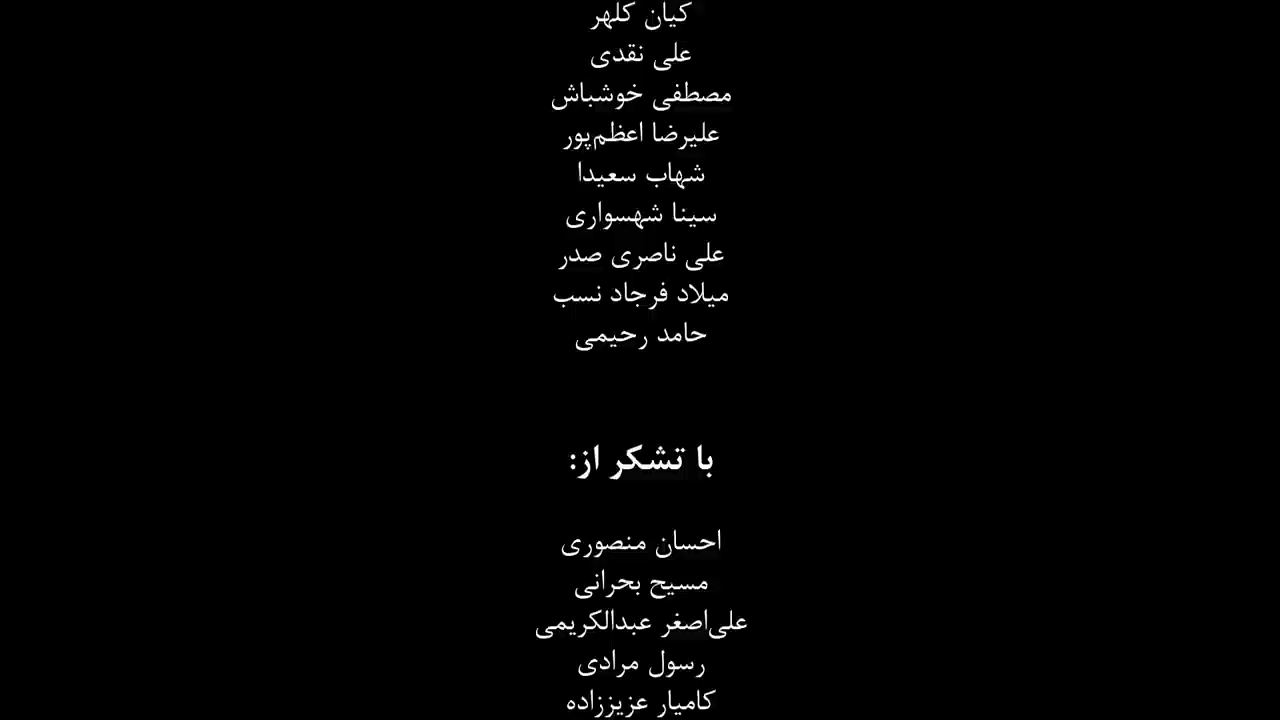 کیان کلهر
علی نقدی
مصطفی خوشباش
علیرضا اعظم‌پور
شهاب سعیدا
سینا شهسواری
علی ناصری صدر
میلاد فرجاد نسب
حامد رحیمی
با تشکر از:
احسان منصوری
مسیح بحرانی
علی‌اصغر عبدالکریمی
رسول مرادی
کامیار عزیززاده